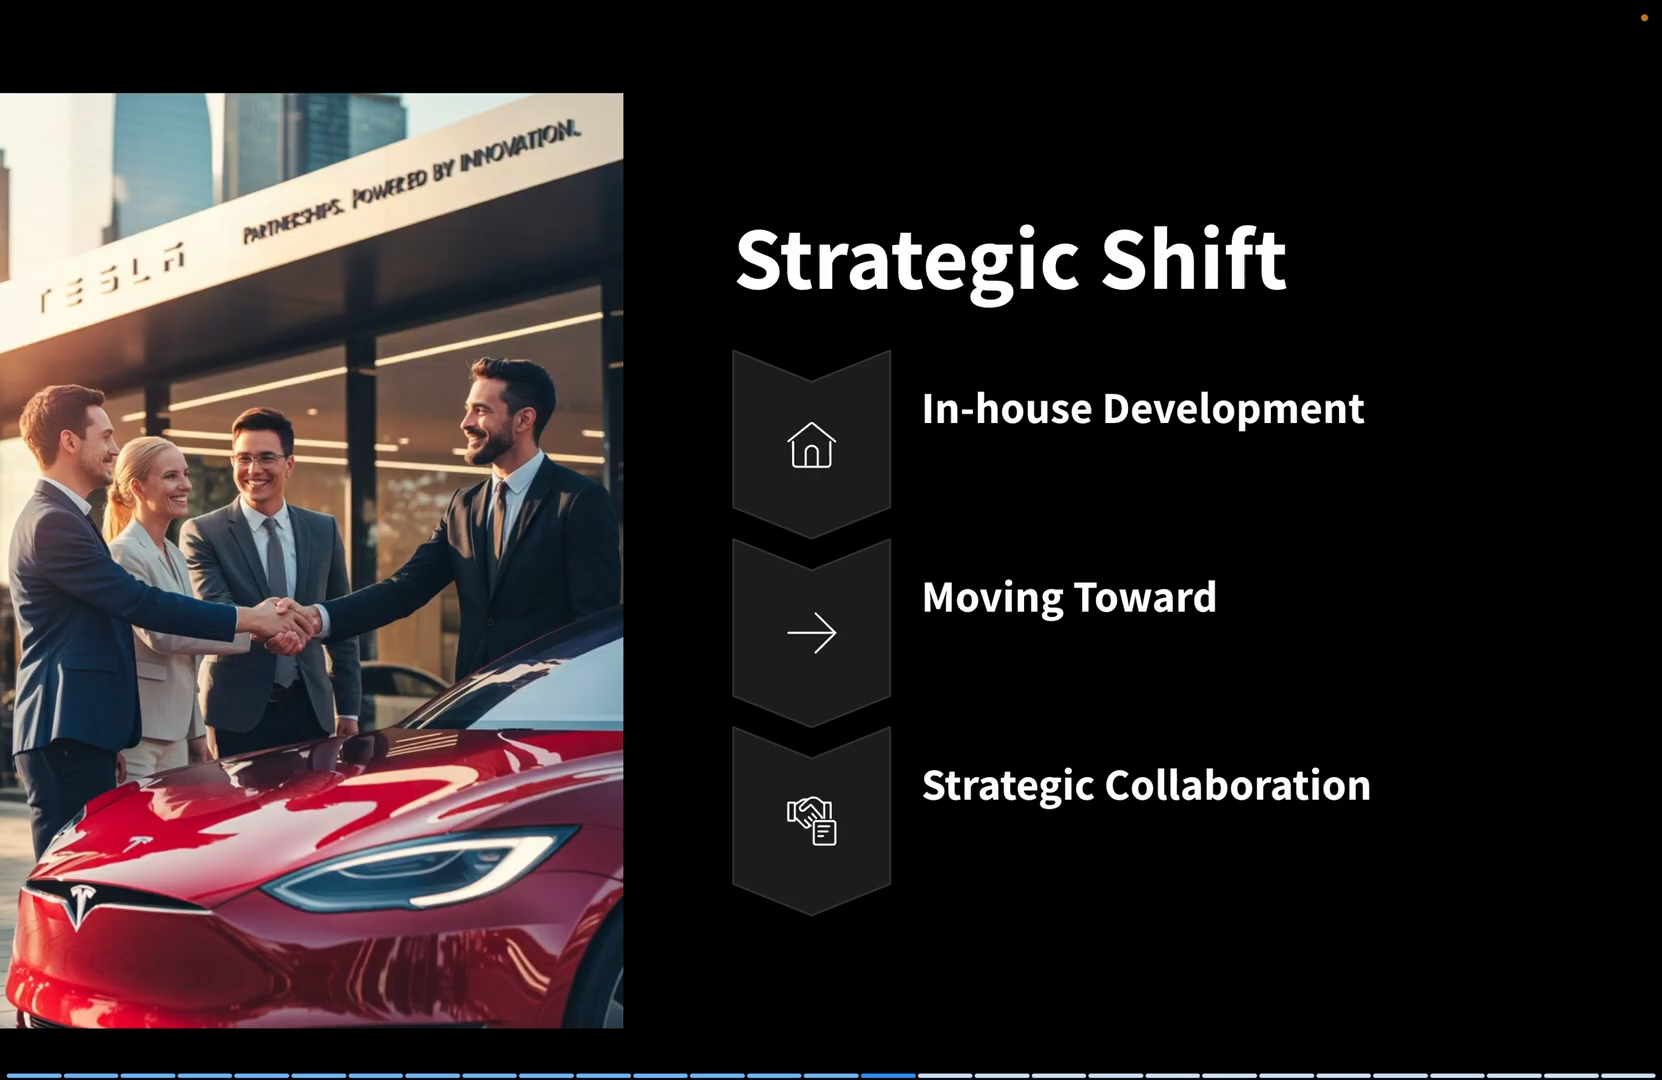 TESLA
PARTNERSHIPS. POWERED BY INNOVATION.
Strategic Shift
In-house Development
Moving Toward
Strategic Collaboration